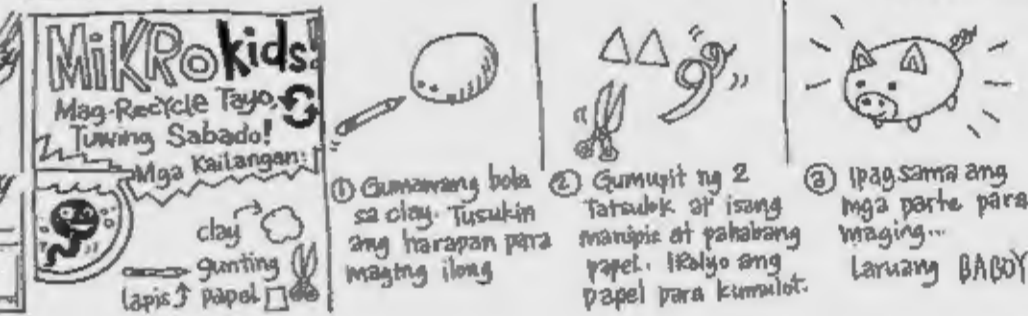 MiKRokids!
Mag-Recycle Tayo,
Tuwing Sabado!
Mga Kailangan:
clay
gunting
lapis papel
① Gumawang bola
sa clay. Tusukin
ang harapan para
maging ilong
② Gumupit ng 2
Tatsulok at isang
manipis at pahabang
papel. IRolyo ang
papel para kumulot.
③ Ipagsama ang
mga parte para
maging...
Laruang BABOY